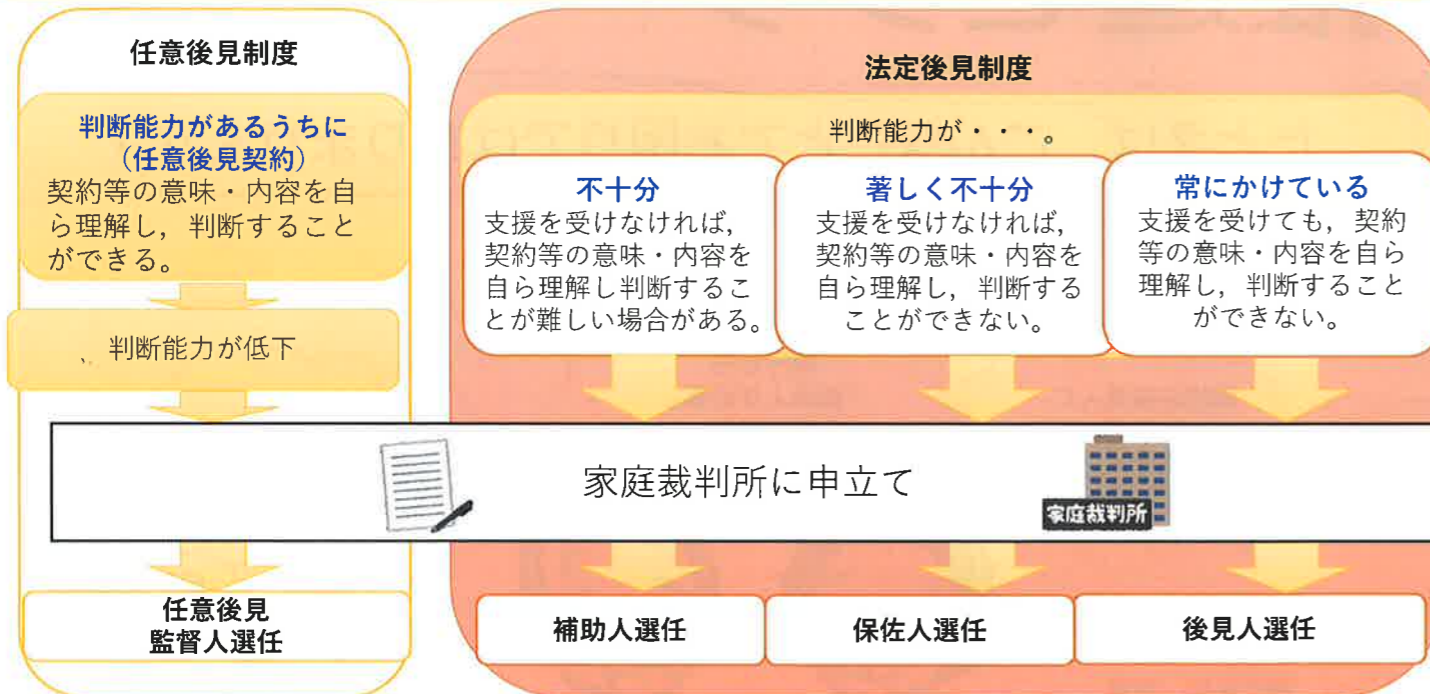 任意後見制度
判断能力があるうちに
（任意後見契約）
契約等の意味・内容を自
ら理解し，判断すること
ができる。
判断能力が低下
法定後見制度
判断能力が・・・。
不十分
支援を受けなければ，
契約等の意味・内容を
自ら理解し判断するこ
とが難しい場合がある。
著しく不十分
支援を受けなければ，
契約等の意味・内容を
自ら理解し，判断する
ことができない。
常にかけている
支援を受けても，契約
等の意味・内容を自ら
理解し，判断すること
ができない。
家庭裁判所に申立て
家庭裁判所
任意後見
監督人選任
補助人選任
保佐人選任
後見人選任